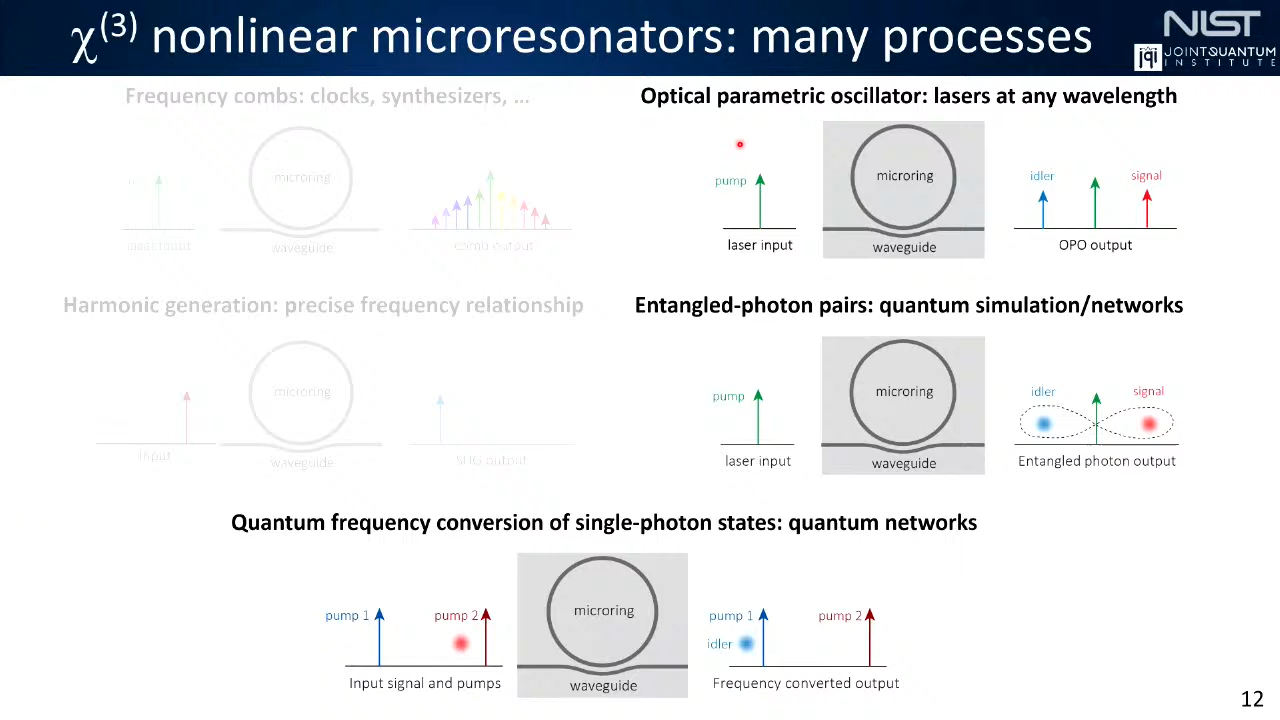 χ(3) nonlinear microresonators: many processes
NIST
jqi JOINT QUANTUM
INSTITUTE
Frequency combs: clocks, synthesizers, ...
microring
waveguide
comb output
Optical parametric oscillator: lasers at any wavelength
pump
microring
idler
signal
laser input
waveguide
OPO output
Harmonic generation: precise frequency relationship
microring
input
waveguide
SHG output
Entangled-photon pairs: quantum simulation/networks
pump
microring
idler
signal
laser input
waveguide
Entangled photon output
Quantum frequency conversion of single-photon states: quantum networks
pump 1
pump 2
microring
pump 1
pump 2
idler
Input signal and pumps
waveguide
Frequency converted output
12